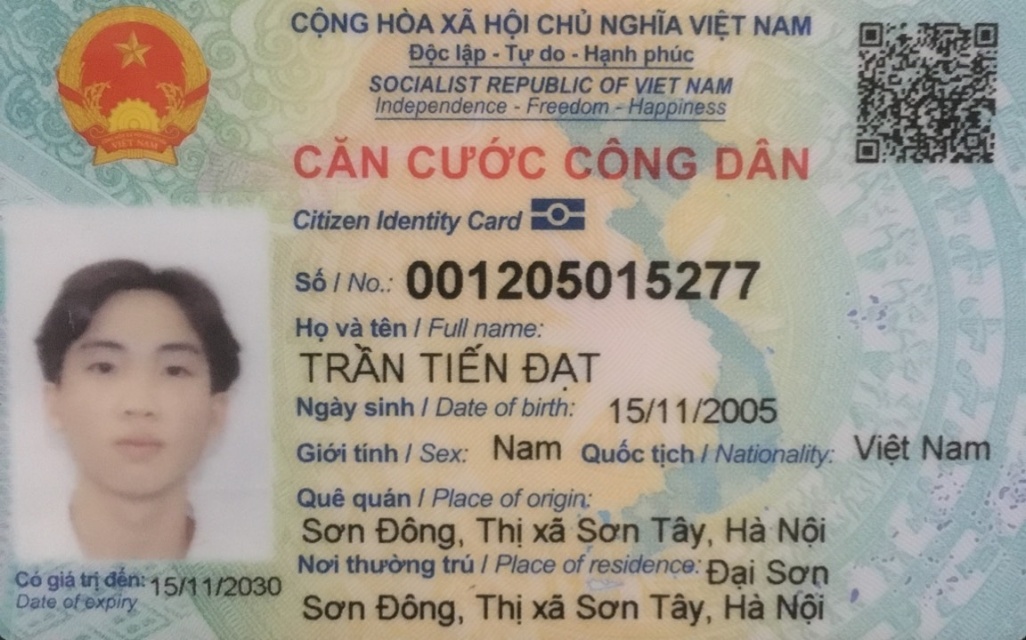 CỘNG HÒA XÃ HỘI CHỦ NGHĨA VIỆT NAM
Độc lập - Tự do - Hạnh phúc
SOCIALIST REPUBLIC OF VIET NAM
Independence - Freedom - Happiness
CĂN CƯỚC CÔNG DÂN
Citizen Identity Card
Số / No.: 001205015277
Họ và tên / Full name:
TRẦN TIẾN ĐẠT
Ngày sinh / Date of birth: 15/11/2005
Giới tính / Sex: Nam Quốc tịch / Nationality: Việt Nam
Quê quán / Place of origin:
Sơn Đông, Thị xã Sơn Tây, Hà Nội
Nơi thường trú / Place of residence: Đại Sơn
Sơn Đông, Thị xã Sơn Tây, Hà Nội
Có giá trị đến: 15/11/2030
Date of expiry
VIỆT NAM